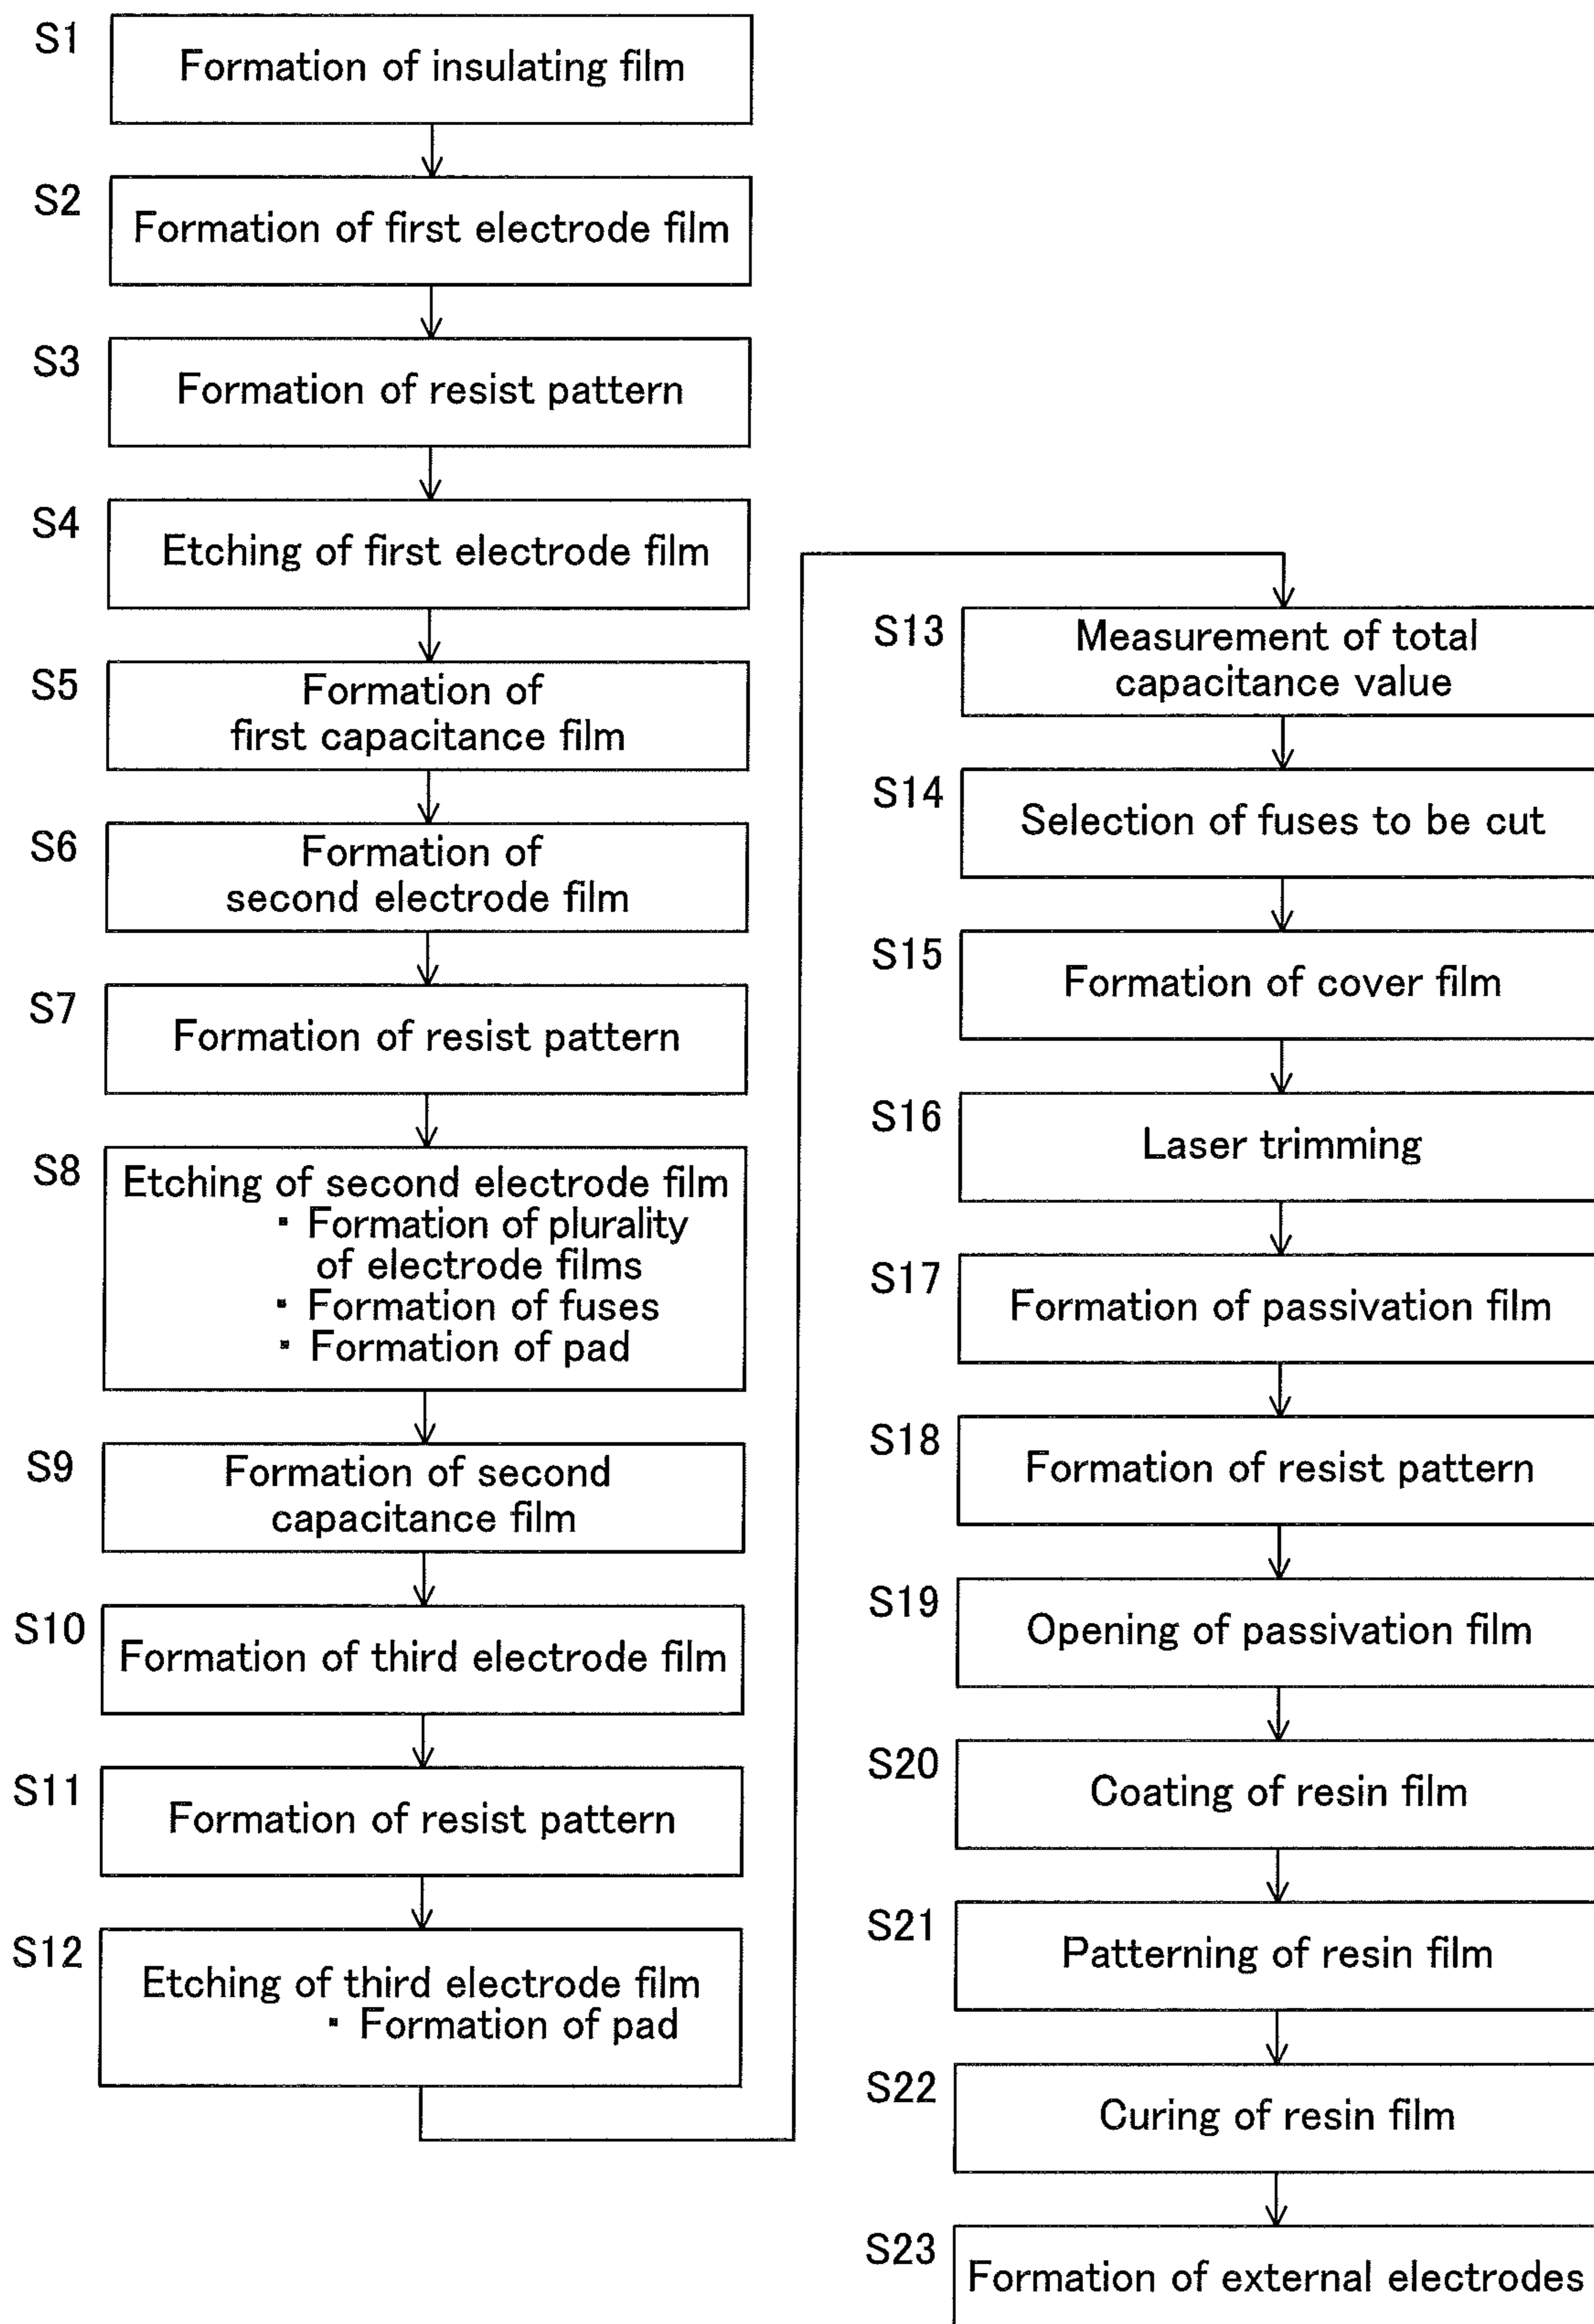 S1
Formation of insulating film
S2
Formation of first electrode film
S3
Formation of resist pattern
S4
Etching of first electrode film
S5
Formation of
first capacitance film
S6
Formation of
second electrode film
S7
Formation of resist pattern
S8
Etching of second electrode film
▪ Formation of plurality
of electrode films
▪ Formation of fuses
▪ Formation of pad
S9
Formation of second
capacitance film
S10
Formation of third electrode film
S11
Formation of resist pattern
S12
Etching of third electrode film
▪ Formation of pad
S13
Measurement of total
capacitance value
S14
Selection of fuses to be cut
S15
Formation of cover film
S16
Laser trimming
S17
Formation of passivation film
S18
Formation of resist pattern
S19
Opening of passivation film
S20
Coating of resin film
S21
Patterning of resin film
S22
Curing of resin film
S23
Formation of external electrodes